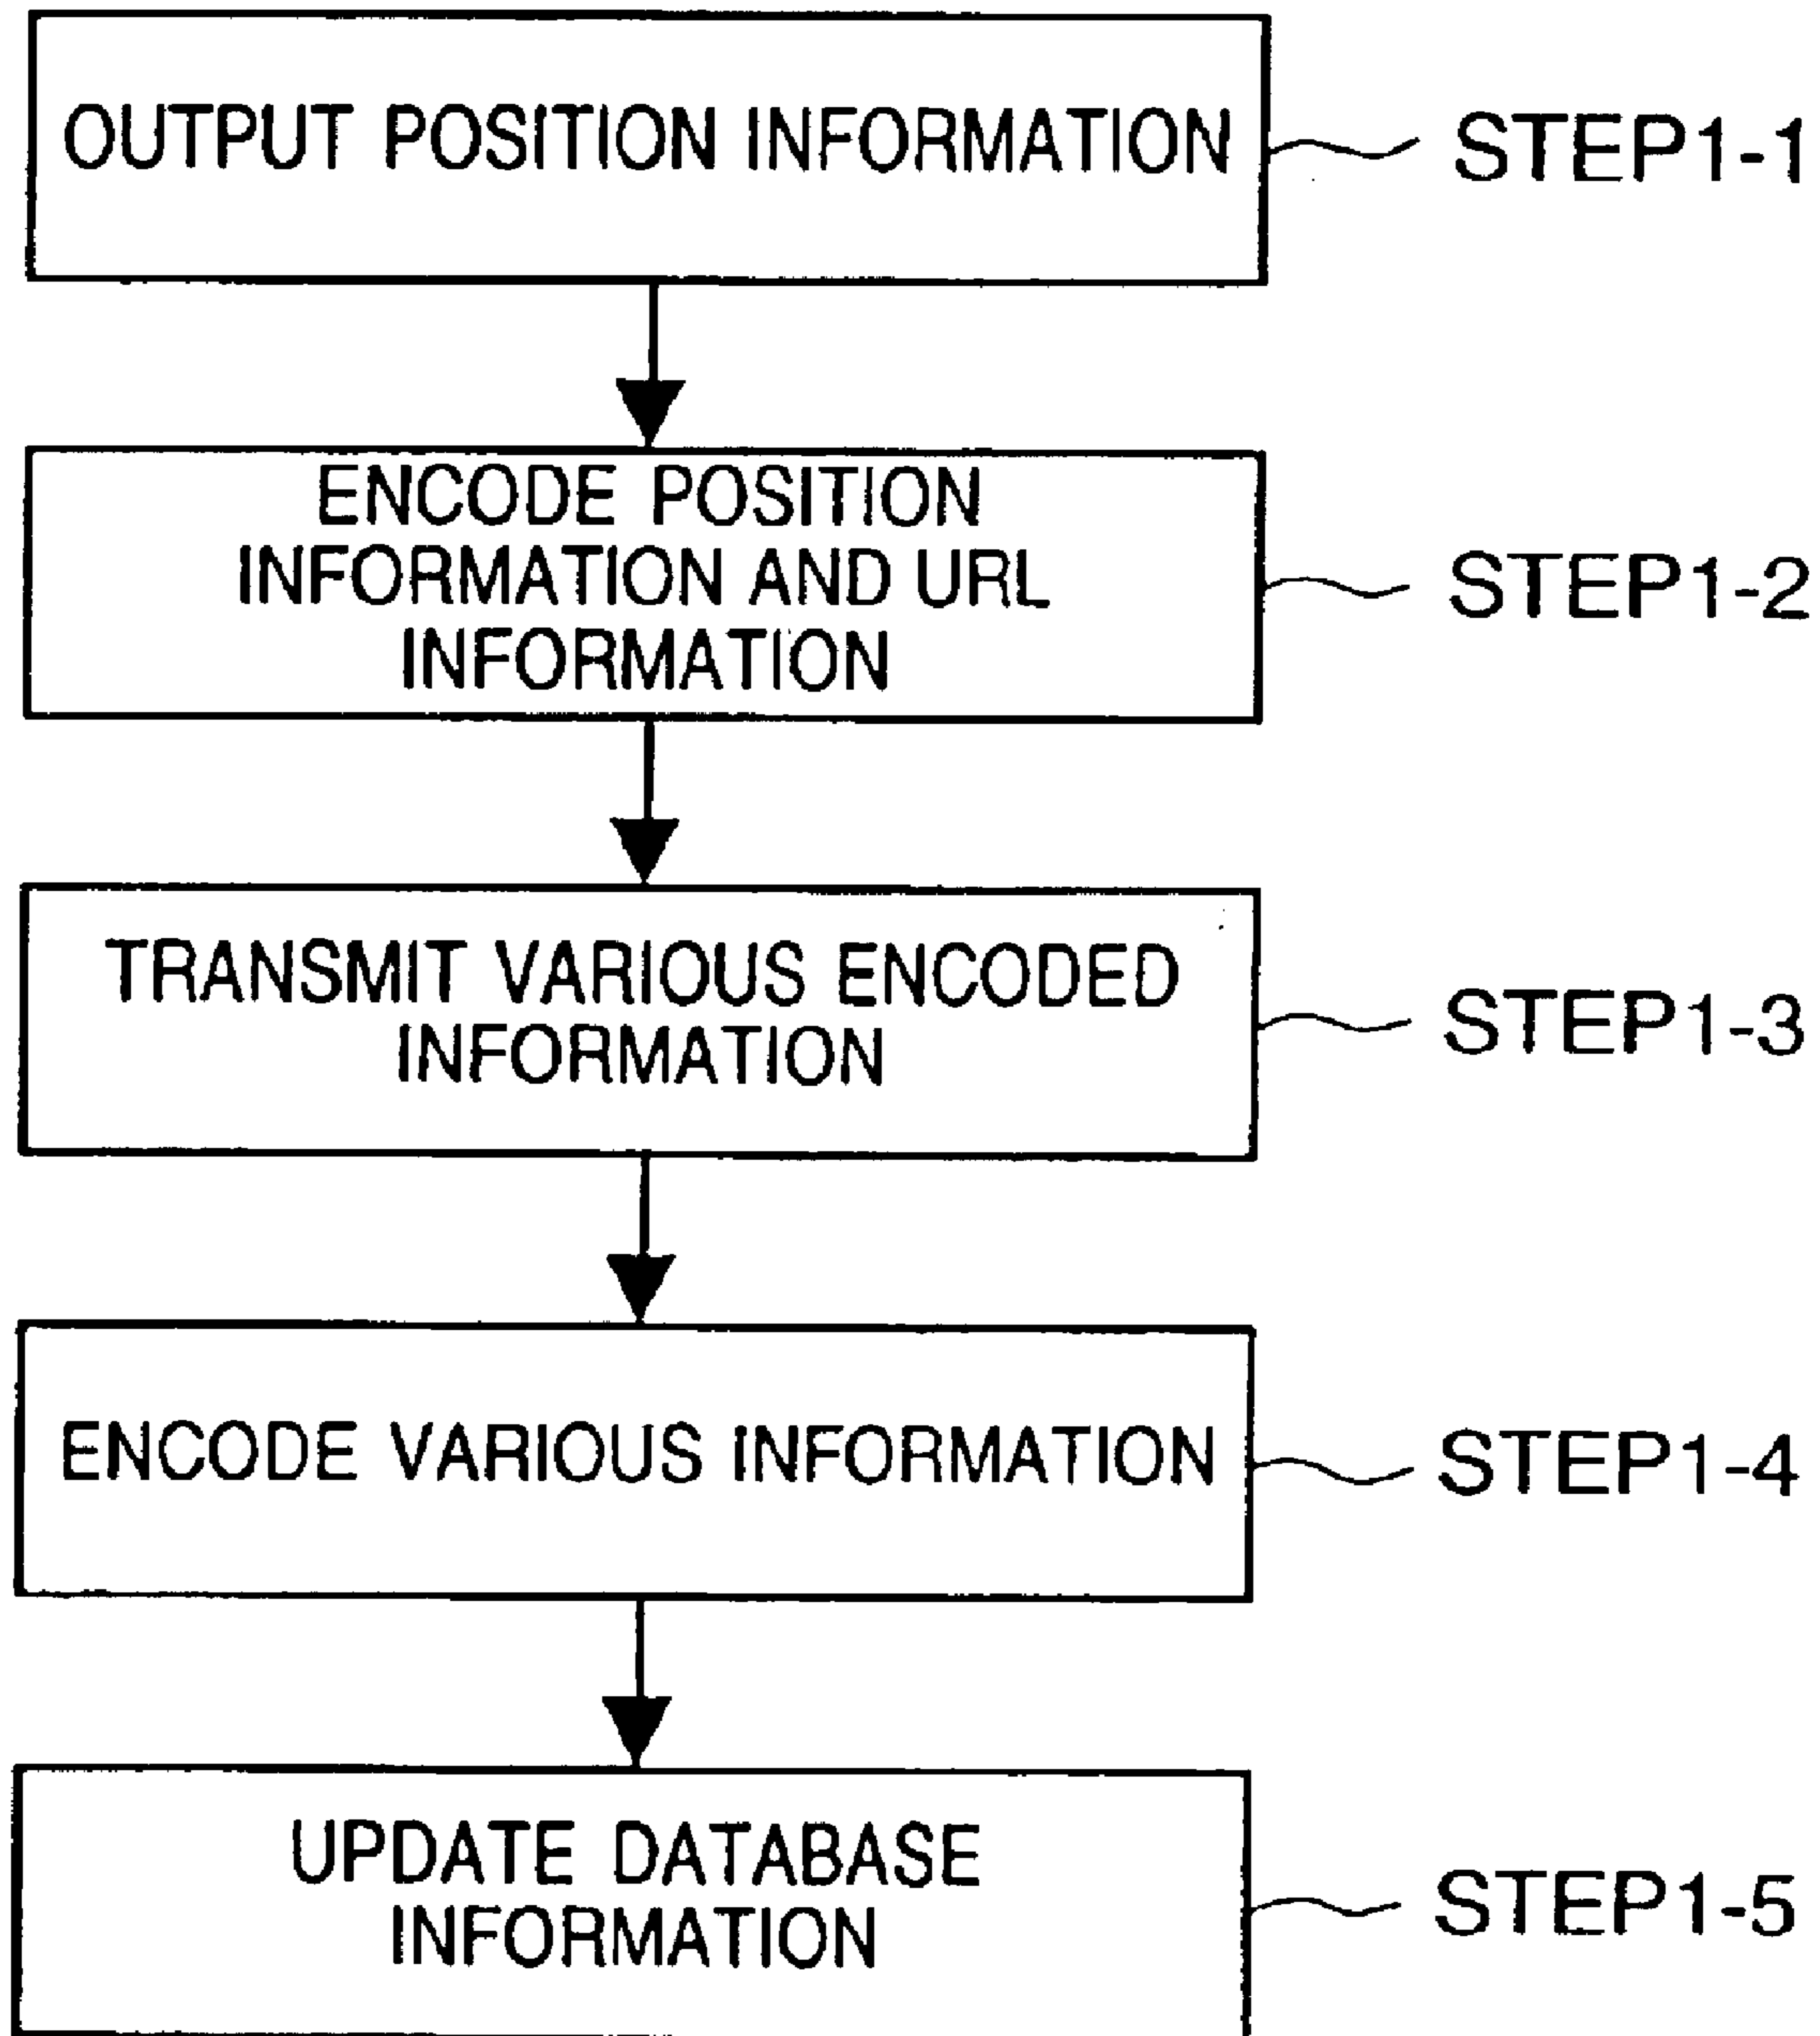 OUTPUT POSITION INFORMATION
STEP1-1
ENCODE POSITION
INFORMATION AND URL
INFORMATION
STEP1-2
TRANSMIT VARIOUS ENCODED
INFORMATION
STEP1-3
ENCODE VARIOUS INFORMATION
STEP1-4
UPDATE DATABASE
INFORMATION
STEP1-5